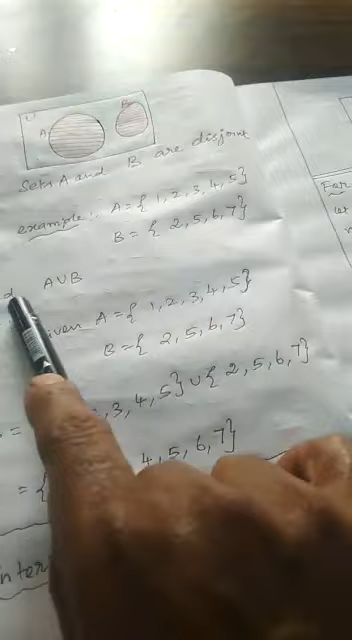 U
A
B
Sets A and B are disjoint
example:- A = { 1, 2, 3, 4, 5}
B = { 2, 5, 6, 7}
A∪B
A = { 1, 2, 3, 4, 5}
B = { 2, 5, 6, 7}
= , 3, 4, 5} ∪ { 2, 5, 6, 7}
= { 4, 5, 6, 7}
For
let